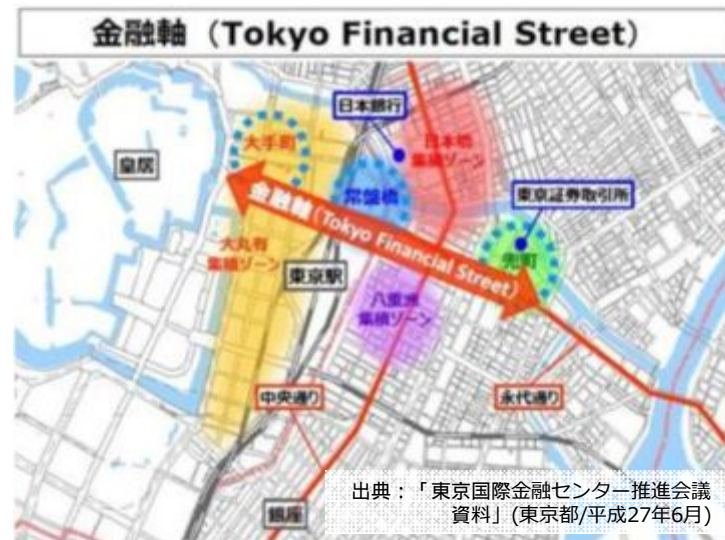 金融軸（Tokyo Financial Street）
日本銀行
大手町
日本橋
集積ゾーン
皇居
常盤橋
東京証券取引所
金融軸（Tokyo Financial Street）
大丸有
集積ゾーン
東京駅
兜町
八重洲
集積ゾーン
中央通り
永代通り
銀座
出典：「東京国際金融センター推進会議
資料」(東京都/平成27年6月)